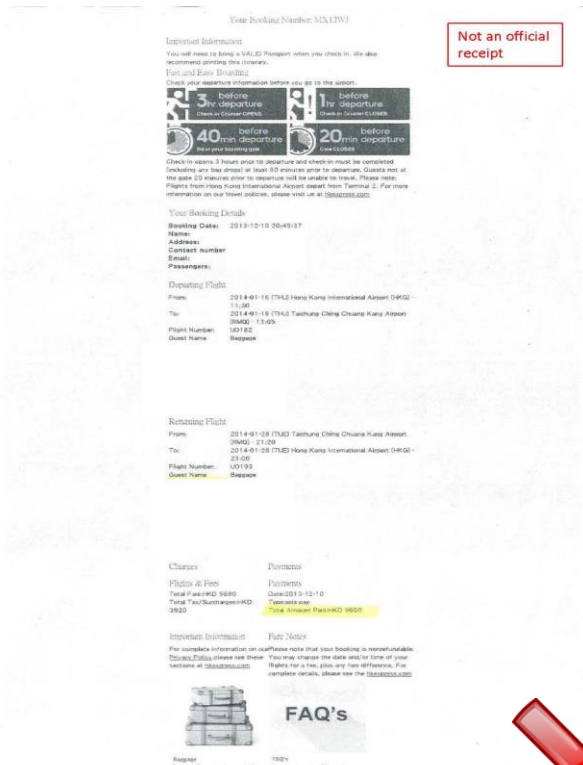 Your Booking Number:
Not an official
receipt
Important Information
You will need to bring a VALID Passport when you check in. We also
recommend printing this itinerary.
Fast and Easy Boarding
Check your departure information before you go to the airport.
3hr before departure
Check-in Counter OPENS
1hr before departure
Check-in Counter CLOSES
40min before departure
Be in your boarding gate
20min before departure
Gate CLOSES
Check-in opens 3 hours prior to departure and check-in must be completed
(including any bag drops) at least 60 minutes prior to departure. Guests not at
the gate 20 minutes prior to departure will be unable to travel. Please note:
Flights from Hong Kong International Airport depart from Terminal 2. For more
information on our travel policies, please visit us at hkexpress.com
Your Booking Details
Booking Date: 2013-12-10 20:45:37
Name:
Address:
Contact number
Email:
Passengers:
Departing Flight
From: 2014-01-16 (THU) Hong Kong International Airport (HKG) -
11:30
To: 2014-01-16 (THU) Taichung Ching Chuang Kang Airport
(RMQ) - 13:05
Flight Number: UO182
Guest Name Baggage
Returning Flight
From: 2014-01-28 (TUE) Taichung Ching Chuang Kang Airport
(RMQ) - 21:20
To: 2014-01-28 (TUE) Hong Kong International Airport (HKG) -
23:00
Flight Number: UO193
Guest Name Baggage
Charges Payments
Flights & Fees Payments
Total Fare:HKD 5680 Date:2013-12-10
Total Tax/Surcharges:HKD
3920 Total Amount Paid:HKD 9600
Important Information Fare Notes
For complete information on our Please note that your booking is nonrefundable.
Privacy Policy please see these You may change the date and/or time of your
sections at hkexpress.com flights for a fee, plus any fare difference. For
complete details, please see the hkexpress.com
FAQ's
Baggage FAQ's